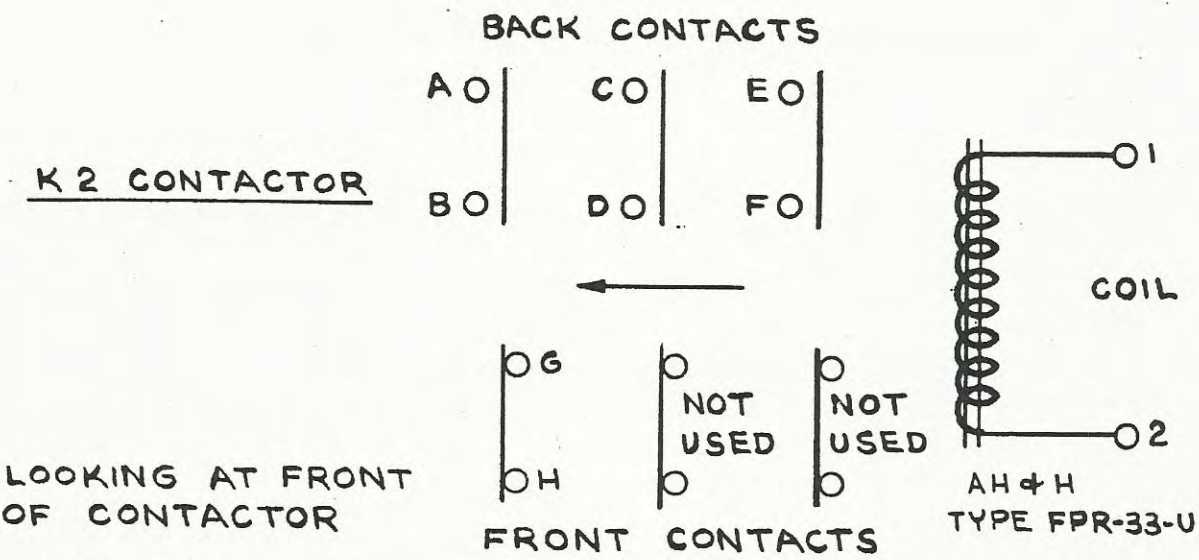 BACK CONTACTS
A C E
K 2 CONTACTOR
B D F
1
COIL
G
NOT USED
NOT USED
2
H
LOOKING AT FRONT
OF CONTACTOR
FRONT CONTACTS
AH & H
TYPE FPR-33-U